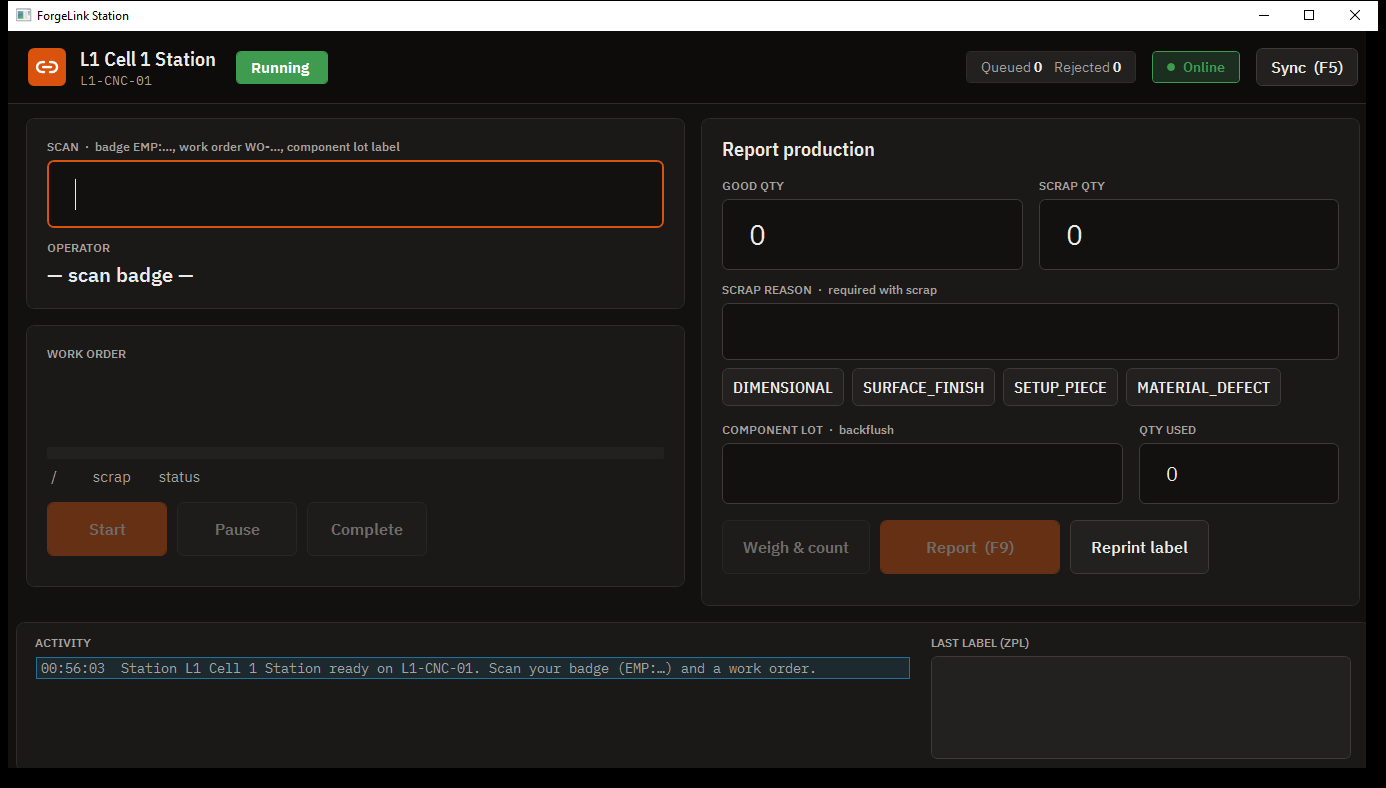 ForgeLink Station
L1 Cell 1 Station
L1-CNC-01
Running
Queued 0 Rejected 0
Online
Sync (F5)
SCAN · badge EMP:…, work order WO-…, component lot label
OPERATOR
— scan badge —
WORK ORDER
/ scrap status
Start
Pause
Complete
Report production
GOOD QTY
SCRAP QTY
0
0
SCRAP REASON · required with scrap
DIMENSIONAL
SURFACE_FINISH
SETUP_PIECE
MATERIAL_DEFECT
COMPONENT LOT · backflush
QTY USED
0
Weigh & count
Report (F9)
Reprint label
ACTIVITY
00:56:03 Station L1 Cell 1 Station ready on L1-CNC-01. Scan your badge (EMP:…) and a work order.
LAST LABEL (ZPL)